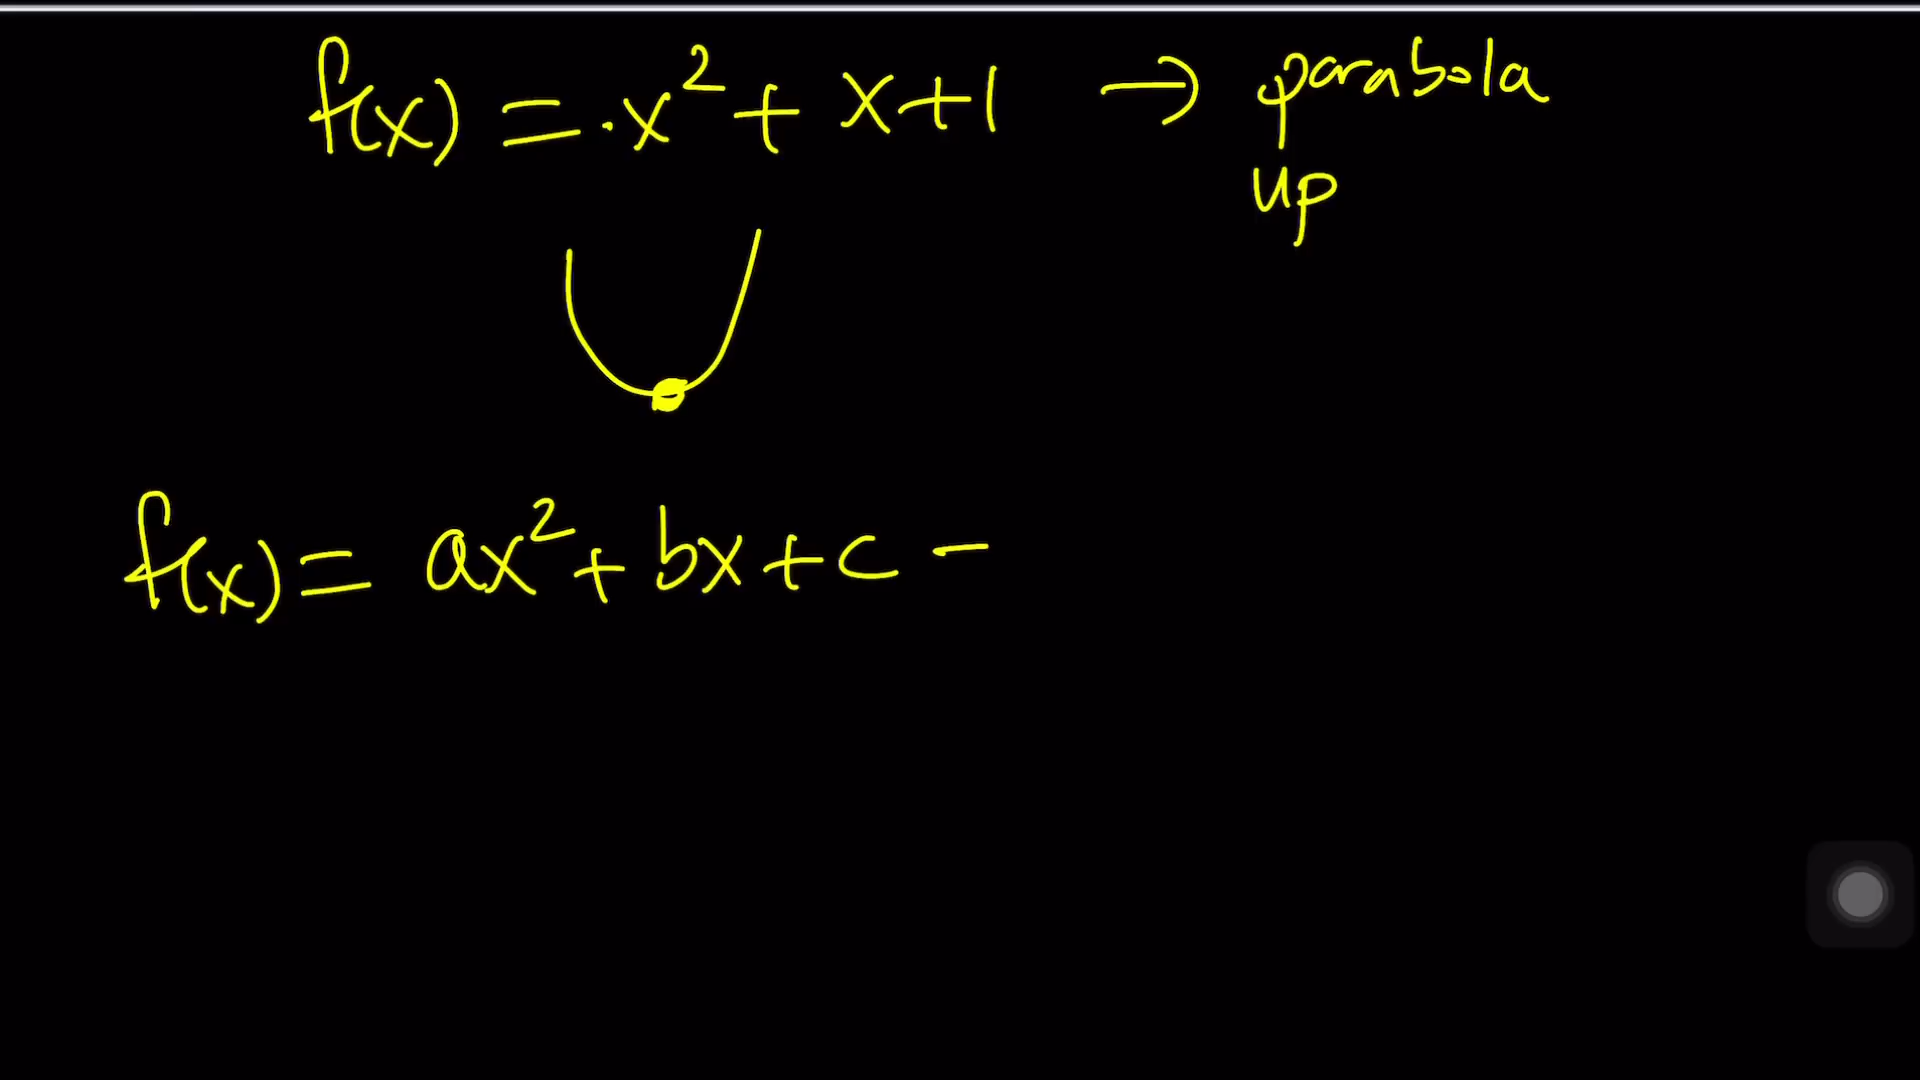 f(x) = x² + x + 1 → parabola
up
f(x) = ax² + bx + c –